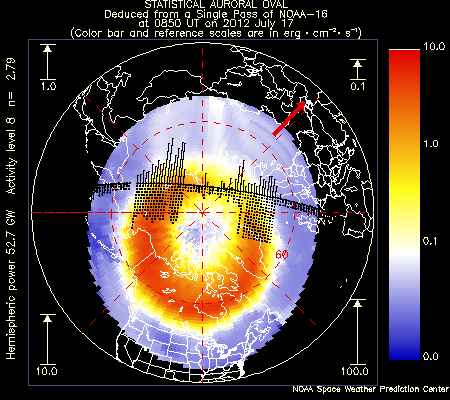 STATISTICAL AURORAL OVAL
Deduced from a Single Pass of NOAA-16
at 0850 UT on 2012 July 17
(Color bar and reference scales are in erg · cm⁻² · s⁻¹)
Hemispheric power 52.7 GW Activity level 8 n= 2.79
1.0
0.1
60
10.0
100.0
10.0
1.0
0.1
0.0
NOAA Space Weather Prediction Center